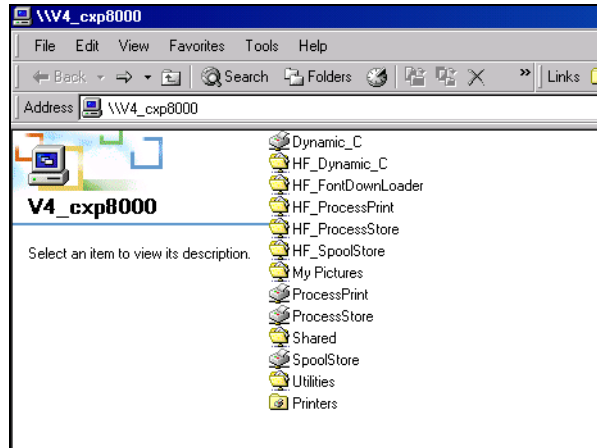 \\V4_cxp8000
File Edit View Favorites Tools Help
Back Search Folders » Links
Address \\V4_cxp8000
V4_cxp8000
Select an item to view its description.
Dynamic_C
HF_Dynamic_C
HF_FontDownLoader
HF_ProcessPrint
HF_ProcessStore
HF_SpoolStore
My Pictures
ProcessPrint
ProcessStore
Shared
SpoolStore
Utilities
Printers